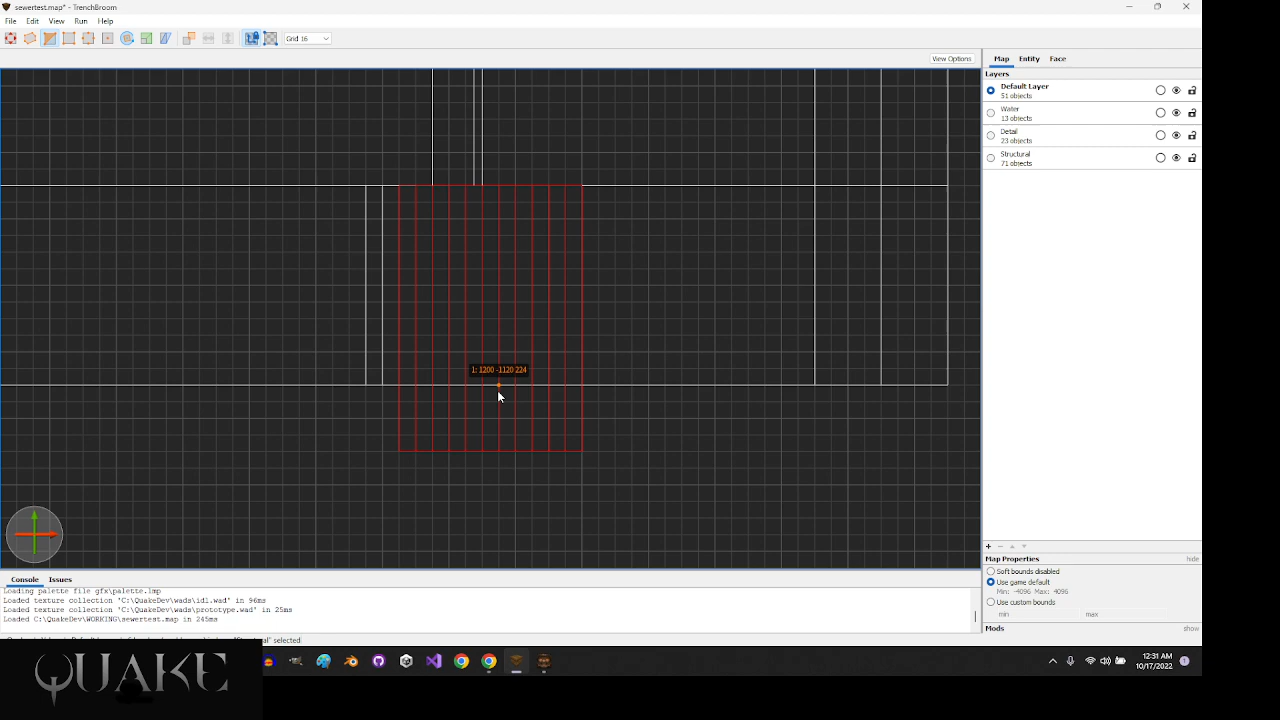 sewertest.map* - TrenchBroom
File Edit View Run Help
Grid 16
View Options
Map Entity Face
Layers
Default Layer
51 objects
Water
13 objects
Detail
23 objects
Structural
71 objects
1: 1200 -1120 224
Map Properties hide
Soft bounds disabled
Use game default
Min: -4096 Max: 4096
Use custom bounds
min max
Mods show
Console Issues
Loading palette file gfx\palette.lmp
Loaded texture collection 'C:\QuakeDev\wads\id1.wad' in 96ms
Loaded texture collection 'C:\QuakeDev\wads\prototype.wad' in 25ms
Loaded C:\QuakeDev\WORKING\sewertest.map in 245ms
selected
QUAKE
12:31 AM
10/17/2022
1